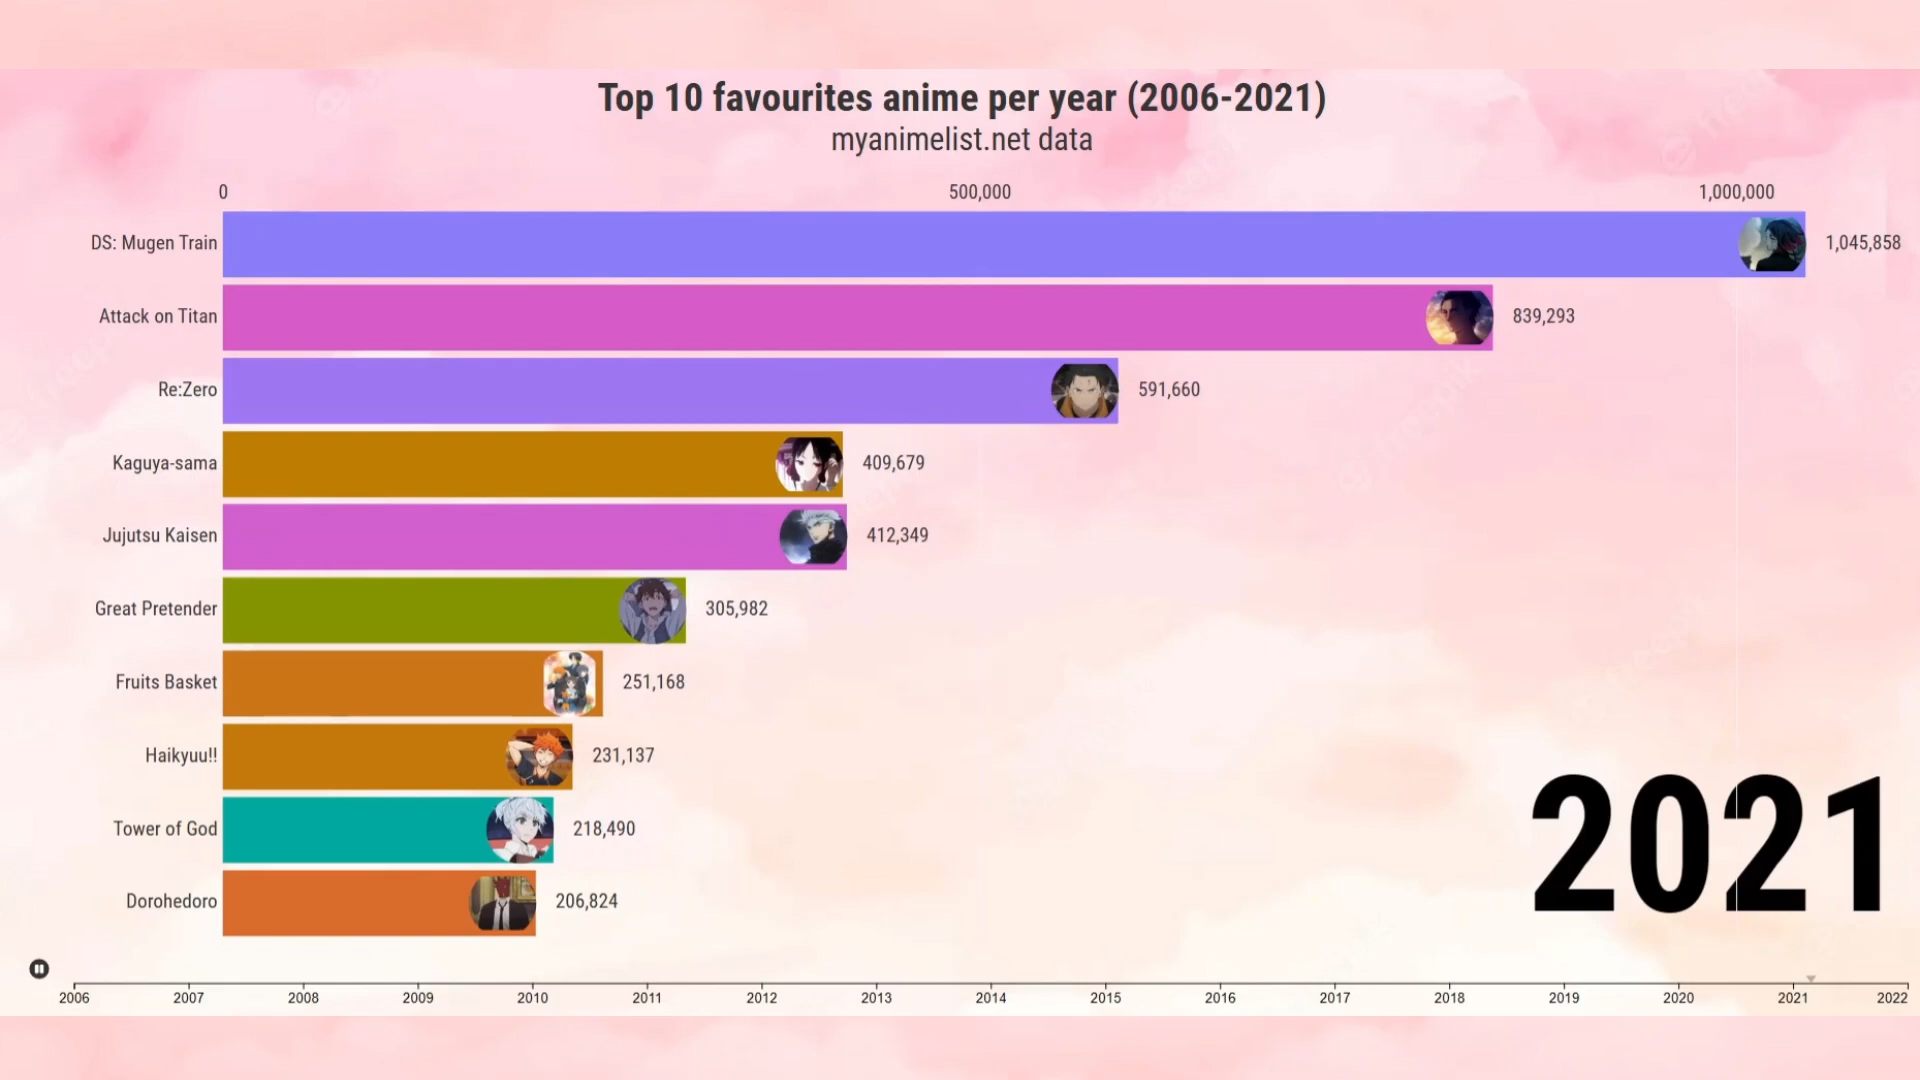 Top 10 favourites anime per year (2006-2021)
myanimelist.net data
0 500,000 1,000,000
DS: Mugen Train 1,045,858
Attack on Titan 839,293
Re:Zero 591,660
Kaguya-sama 409,679
Jujutsu Kaisen 412,349
Great Pretender 305,982
Fruits Basket 251,168
Haikyuu!! 231,137
Tower of God 218,490
Dorohedoro 206,824
2021
2006 2007 2008 2009 2010 2011 2012 2013 2014 2015 2016 2017 2018 2019 2020 2021 2022